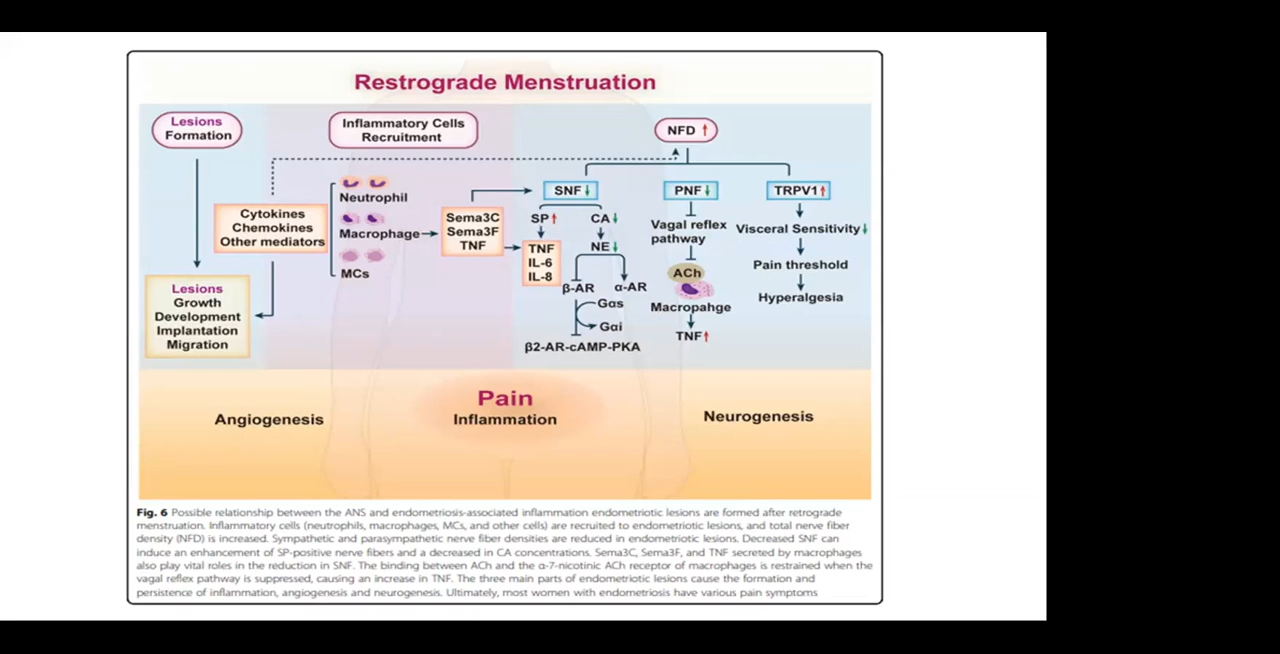 Restrograde Menstruation
Lesions
Formation
Inflammatory Cells
Recruitment
NFD ↑
Cytokines
Chemokines
Other mediators
Neutrophil
Macrophage
MCs
Sema3C
Sema3F
TNF
SNF↓
SP↑
CA↓
TNF
IL-6
IL-8
NE↓
β-AR
α-AR
Gαs
Gαi
β2-AR-cAMP-PKA
PNF↓
Vagal reflex
pathway
ACh
Macropahge
TNF↑
TRPV1↑
Visceral Sensitivity↓
Pain threshold
Hyperalgesia
Lesions
Growth
Development
Implantation
Migration
Angiogenesis
Pain
Inflammation
Neurogenesis
Fig. 6 Possible relationship between the ANS and endometriosis-associated inflammation endometriotic lesions are formed after retrograde
menstruation. Inflammatory cells (neutrophils, macrophages, MCs, and other cells) are recruited to endometriotic lesions, and total nerve fiber
density (NFD) is increased. Sympathetic and parasympathetic nerve fiber densities are reduced in endometriotic lesions. Decreased SNF can
induce an enhancement of SP-positive nerve fibers and a decreased in CA concentrations. Sema3C, Sema3F, and TNF secreted by macrophages
also play vital roles in the reduction in SNF. The binding between ACh and the α-7-nicotinic ACh receptor of macrophages is restrained when the
vagal reflex pathway is suppressed, causing an increase in TNF. The three main parts of endometriotic lesions cause the formation and
persistence of inflammation, angiogenesis and neurogenesis. Ultimately, most women with endometriosis have various pain symptoms